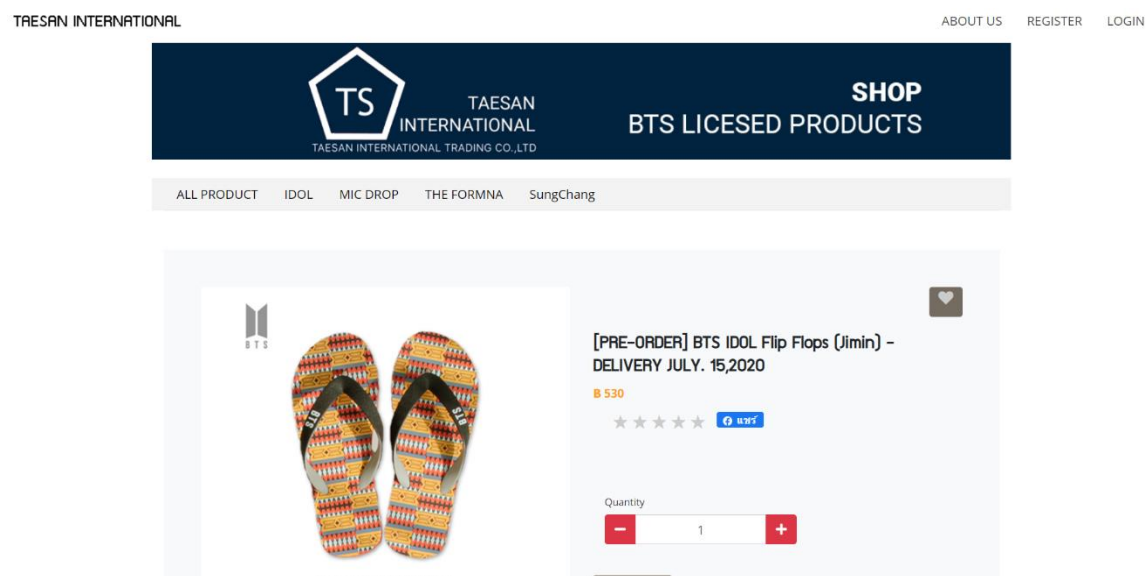 TAESAN INTERNATIONAL
ABOUT US REGISTER LOGIN
TS
TAESAN
INTERNATIONAL
TAESAN INTERNATIONAL TRADING CO.,LTD
SHOP
BTS LICESED PRODUCTS
ALL PRODUCT IDOL MIC DROP THE FORMNA SungChang
BTS
BTS
BTS
[PRE-ORDER] BTS IDOL Flip Flops (Jimin) -
DELIVERY JULY. 15,2020
฿ 530
แชร์
Quantity
1